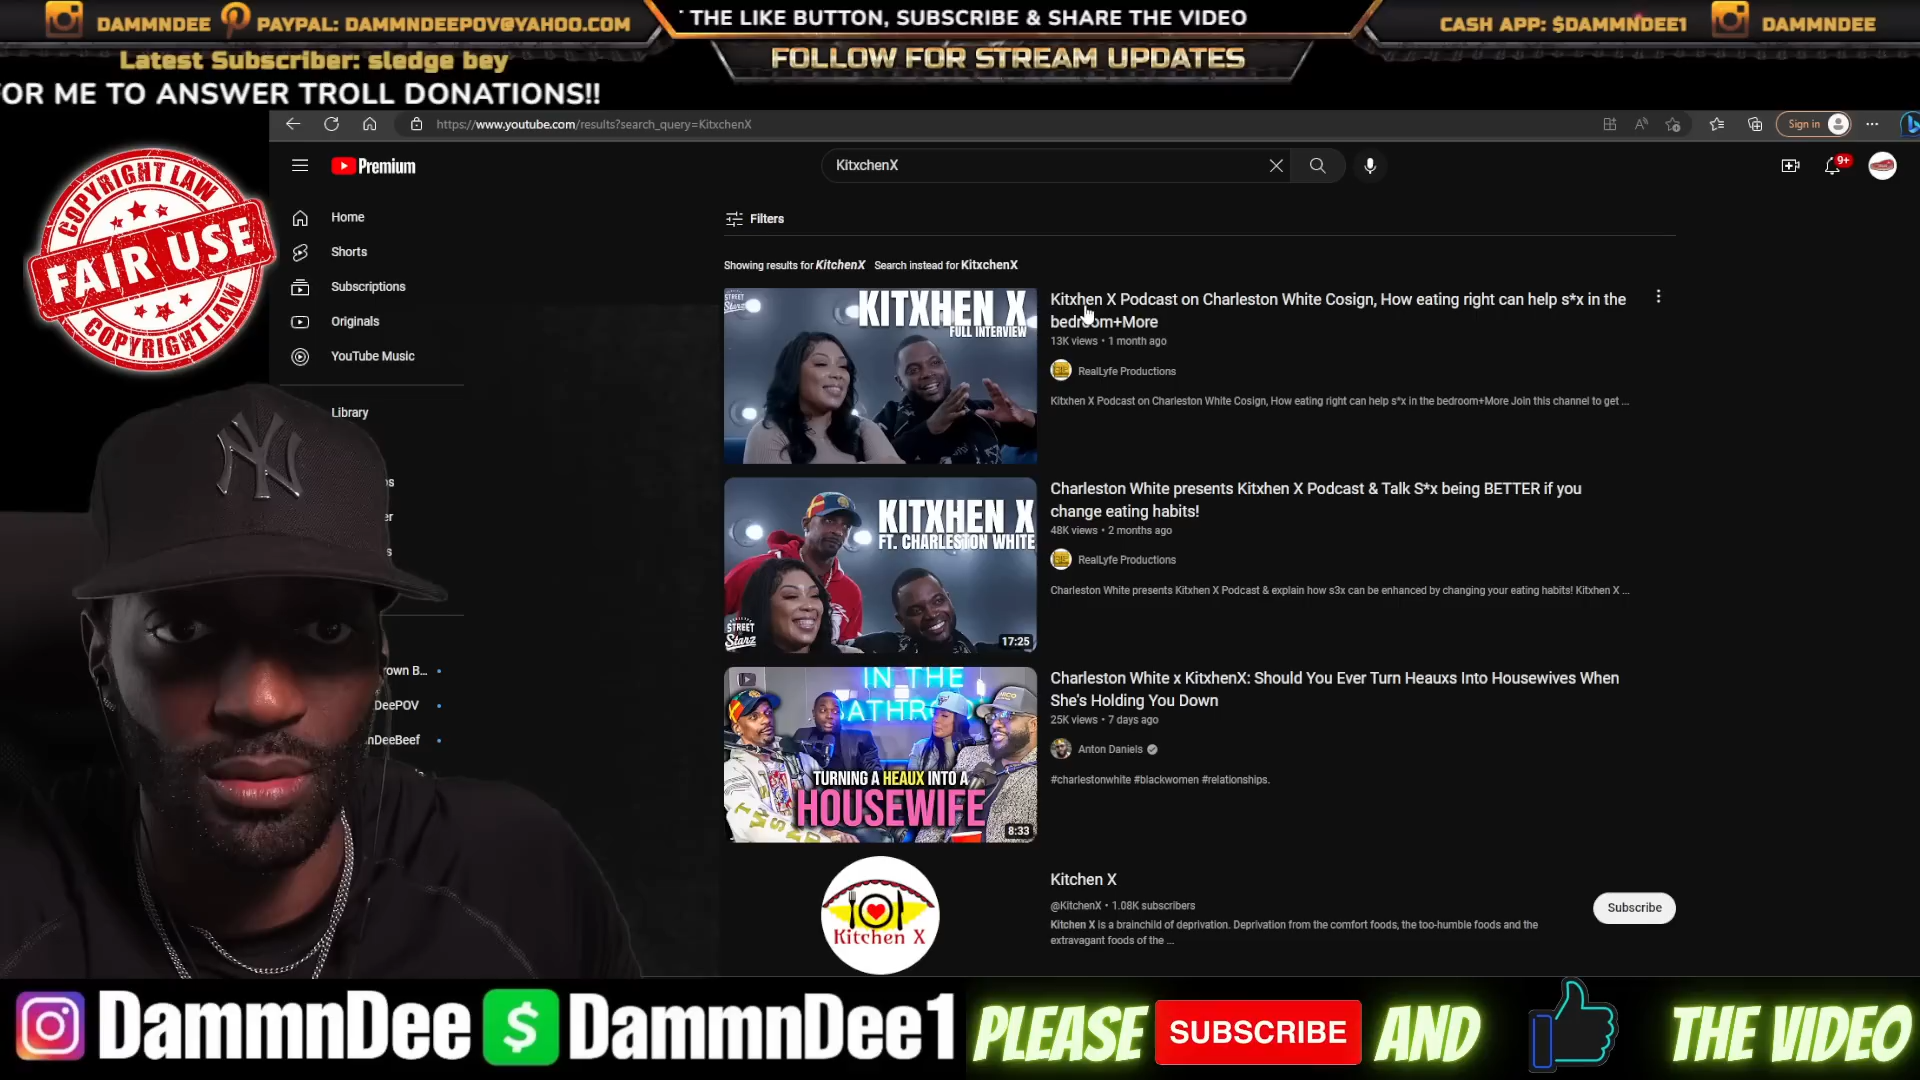 DAMMNDEE PAYPAL: DAMMNDEEPOV@YAHOO.COM
THE LIKE BUTTON, SUBSCRIBE & SHARE THE VIDEO
CASH APP: $DAMMNDEE1 DAMMNDEE
FOLLOW FOR STREAM UPDATES
Latest Subscriber: sledge bey
FOR ME TO ANSWER TROLL DONATIONS!!
https://www.youtube.com/results?search_query=KitxchenX
Sign in
COPYRIGHT LAW
FAIR USE
COPYRIGHT LAW
Premium
KitxchenX
9+
Home
Shorts
Subscriptions
Originals
YouTube Music
Library
os
er
s
rown B...
DeePOV
nDeeBeef
Filters
Showing results for KitchenX Search instead for KitxchenX
STREET STARZ
KITXHEN X
FULL INTERVIEW
Kitxhen X Podcast on Charleston White Cosign, How eating right can help s*x in the
bedroom+More
13K views • 1 month ago
RealLyfe Productions
Kitxhen X Podcast on Charleston White Cosign, How eating right can help s*x in the bedroom+More Join this channel to get ...
KITXHEN X
FT. CHARLESTON WHITE
STREET
STARZ
17:25
Charleston White presents Kitxhen X Podcast & Talk S*x being BETTER if you
change eating habits!
48K views • 2 months ago
RealLyfe Productions
Charleston White presents Kitxhen X Podcast & explain how s3x can be enhanced by changing your eating habits! Kitxhen X ...
IN THE
TURNING A HEAUX INTO A
HOUSEWIFE
8:33
Charleston White x KitxhenX: Should You Ever Turn Heauxs Into Housewives When
She's Holding You Down
25K views • 7 days ago
Anton Daniels
#charlestonwhite #blackwomen #relationships.
Kitchen X
Kitchen X
@KitchenX • 1.08K subscribers
Kitchen X is a brainchild of deprivation. Deprivation from the comfort foods, the too-humble foods and the
extravagant foods of the ...
Subscribe
NY
DammnDee $ DammnDee1 PLEASE SUBSCRIBE AND THE VIDEO